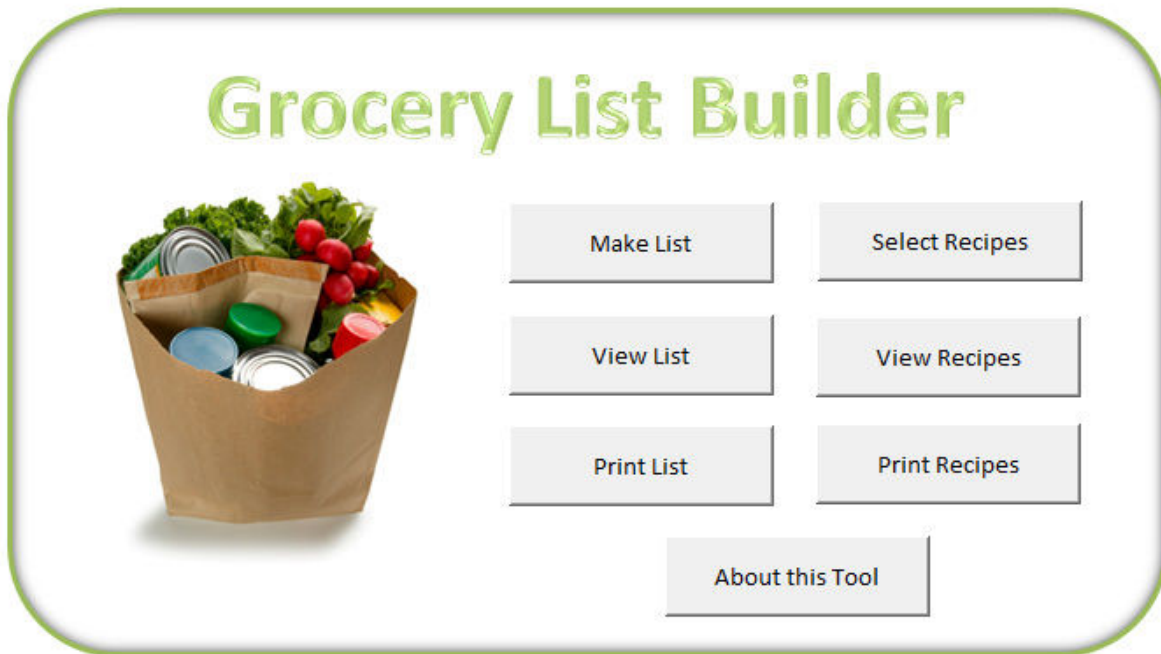 Grocery List Builder
Make List
Select Recipes
View List
View Recipes
Print List
Print Recipes
About this Tool